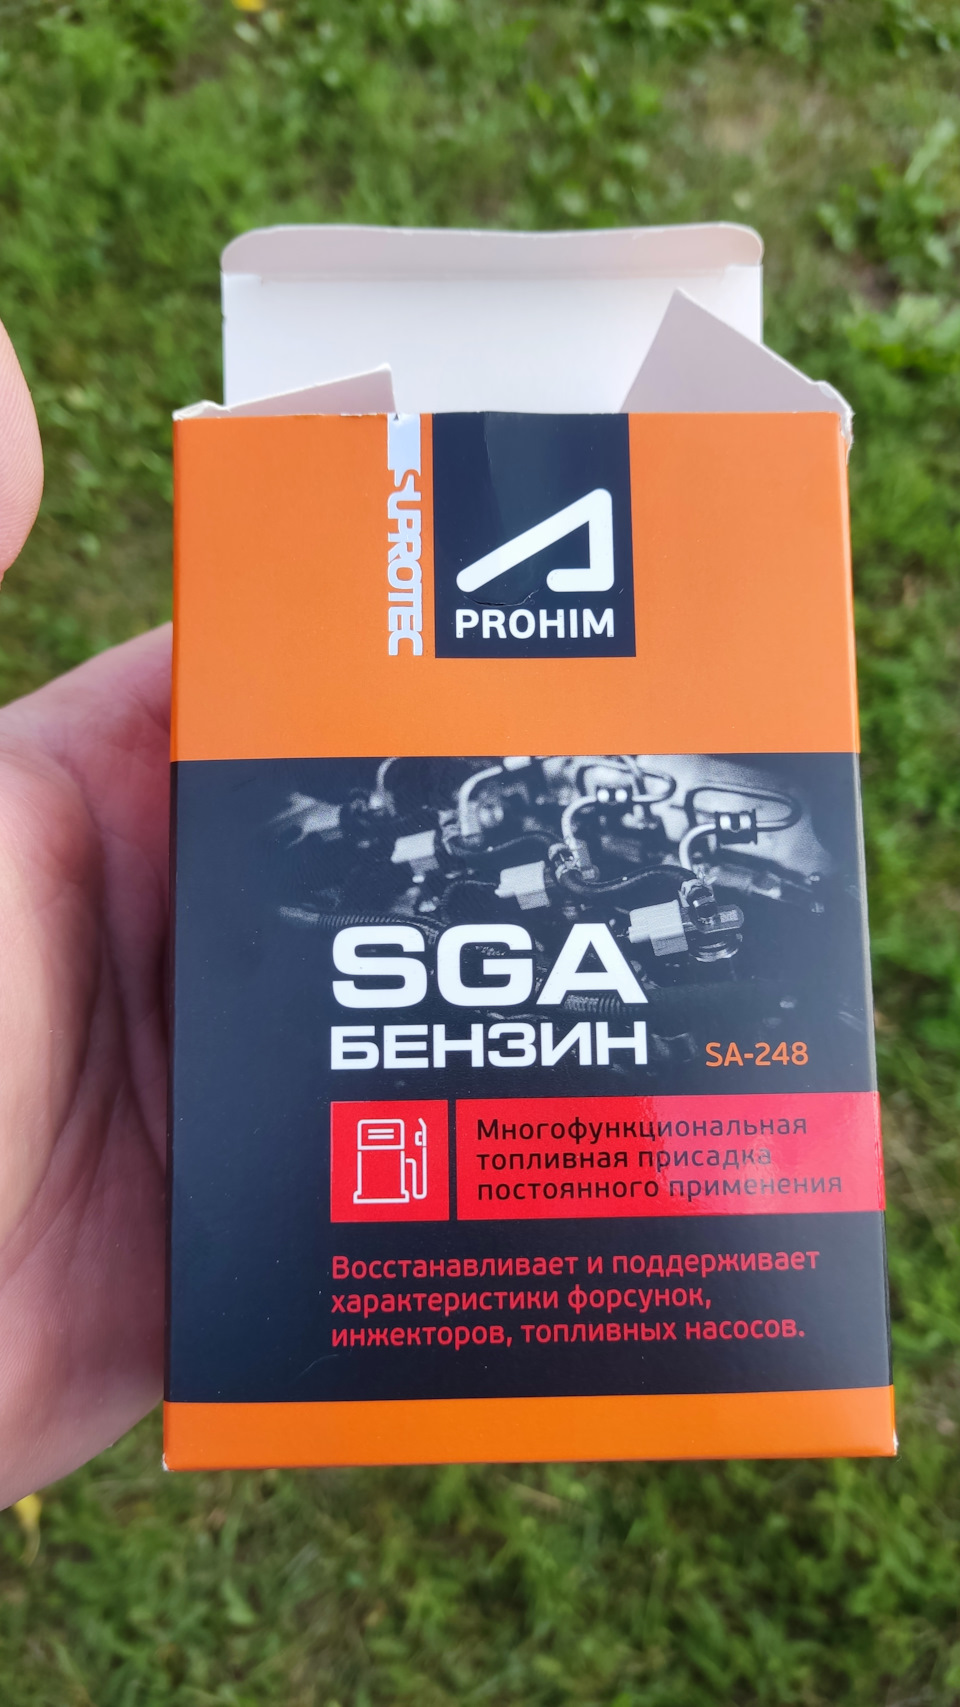 SUPROTEC
PROHIM
SGA
БЕНЗИН
SA-248
Многофункциональная
топливная присадка
постоянного применения
Восстанавливает и поддерживает
характеристики форсунок,
инжекторов, топливных насосов.